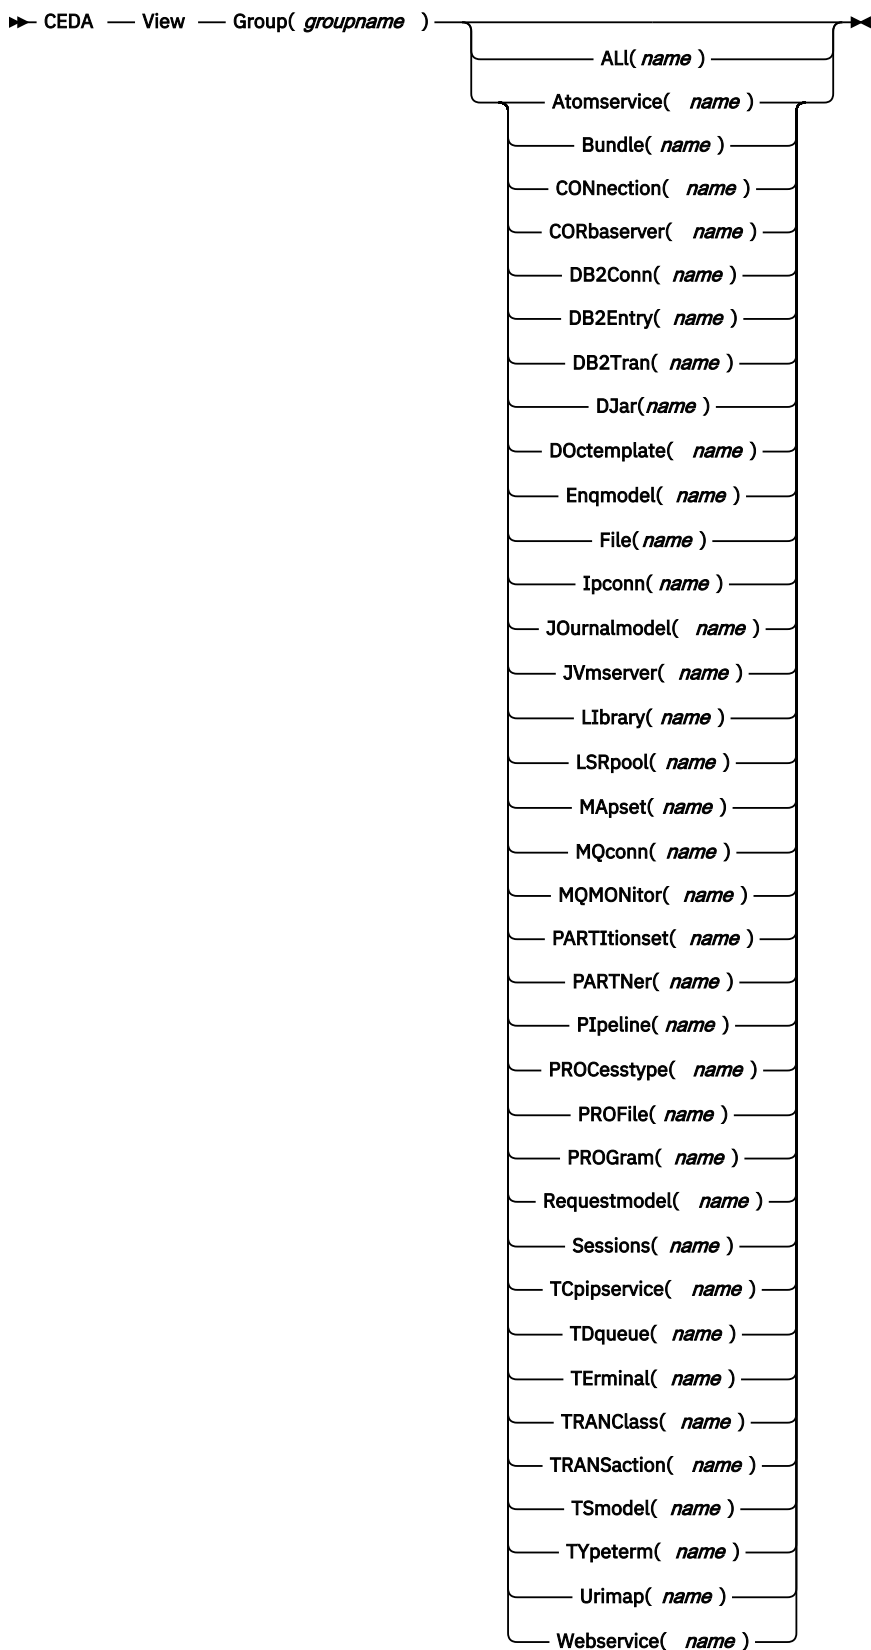 CEDA View Group( groupname )
ALl( name )
Atomservice( name )
Bundle( name )
CONnection( name )
CORbaserver( name )
DB2Conn( name )
DB2Entry( name )
DB2Tran( name )
DJar( name )
DOctemplate( name )
Enqmodel( name )
File( name )
Ipconn( name )
JOurnalmodel( name )
JVmserver( name )
LIbrary( name )
LSRpool( name )
MApset( name )
MQconn( name )
MQMONitor( name )
PARTItionset( name )
PARTNer( name )
PIpeline( name )
PROCesstype( name )
PROFile( name )
PROGram( name )
Requestmodel( name )
Sessions( name )
TCpipservice( name )
TDqueue( name )
TErminal( name )
TRANClass( name )
TRANSaction( name )
TSmodel( name )
TYpeterm( name )
Urimap( name )
Webservice( name )